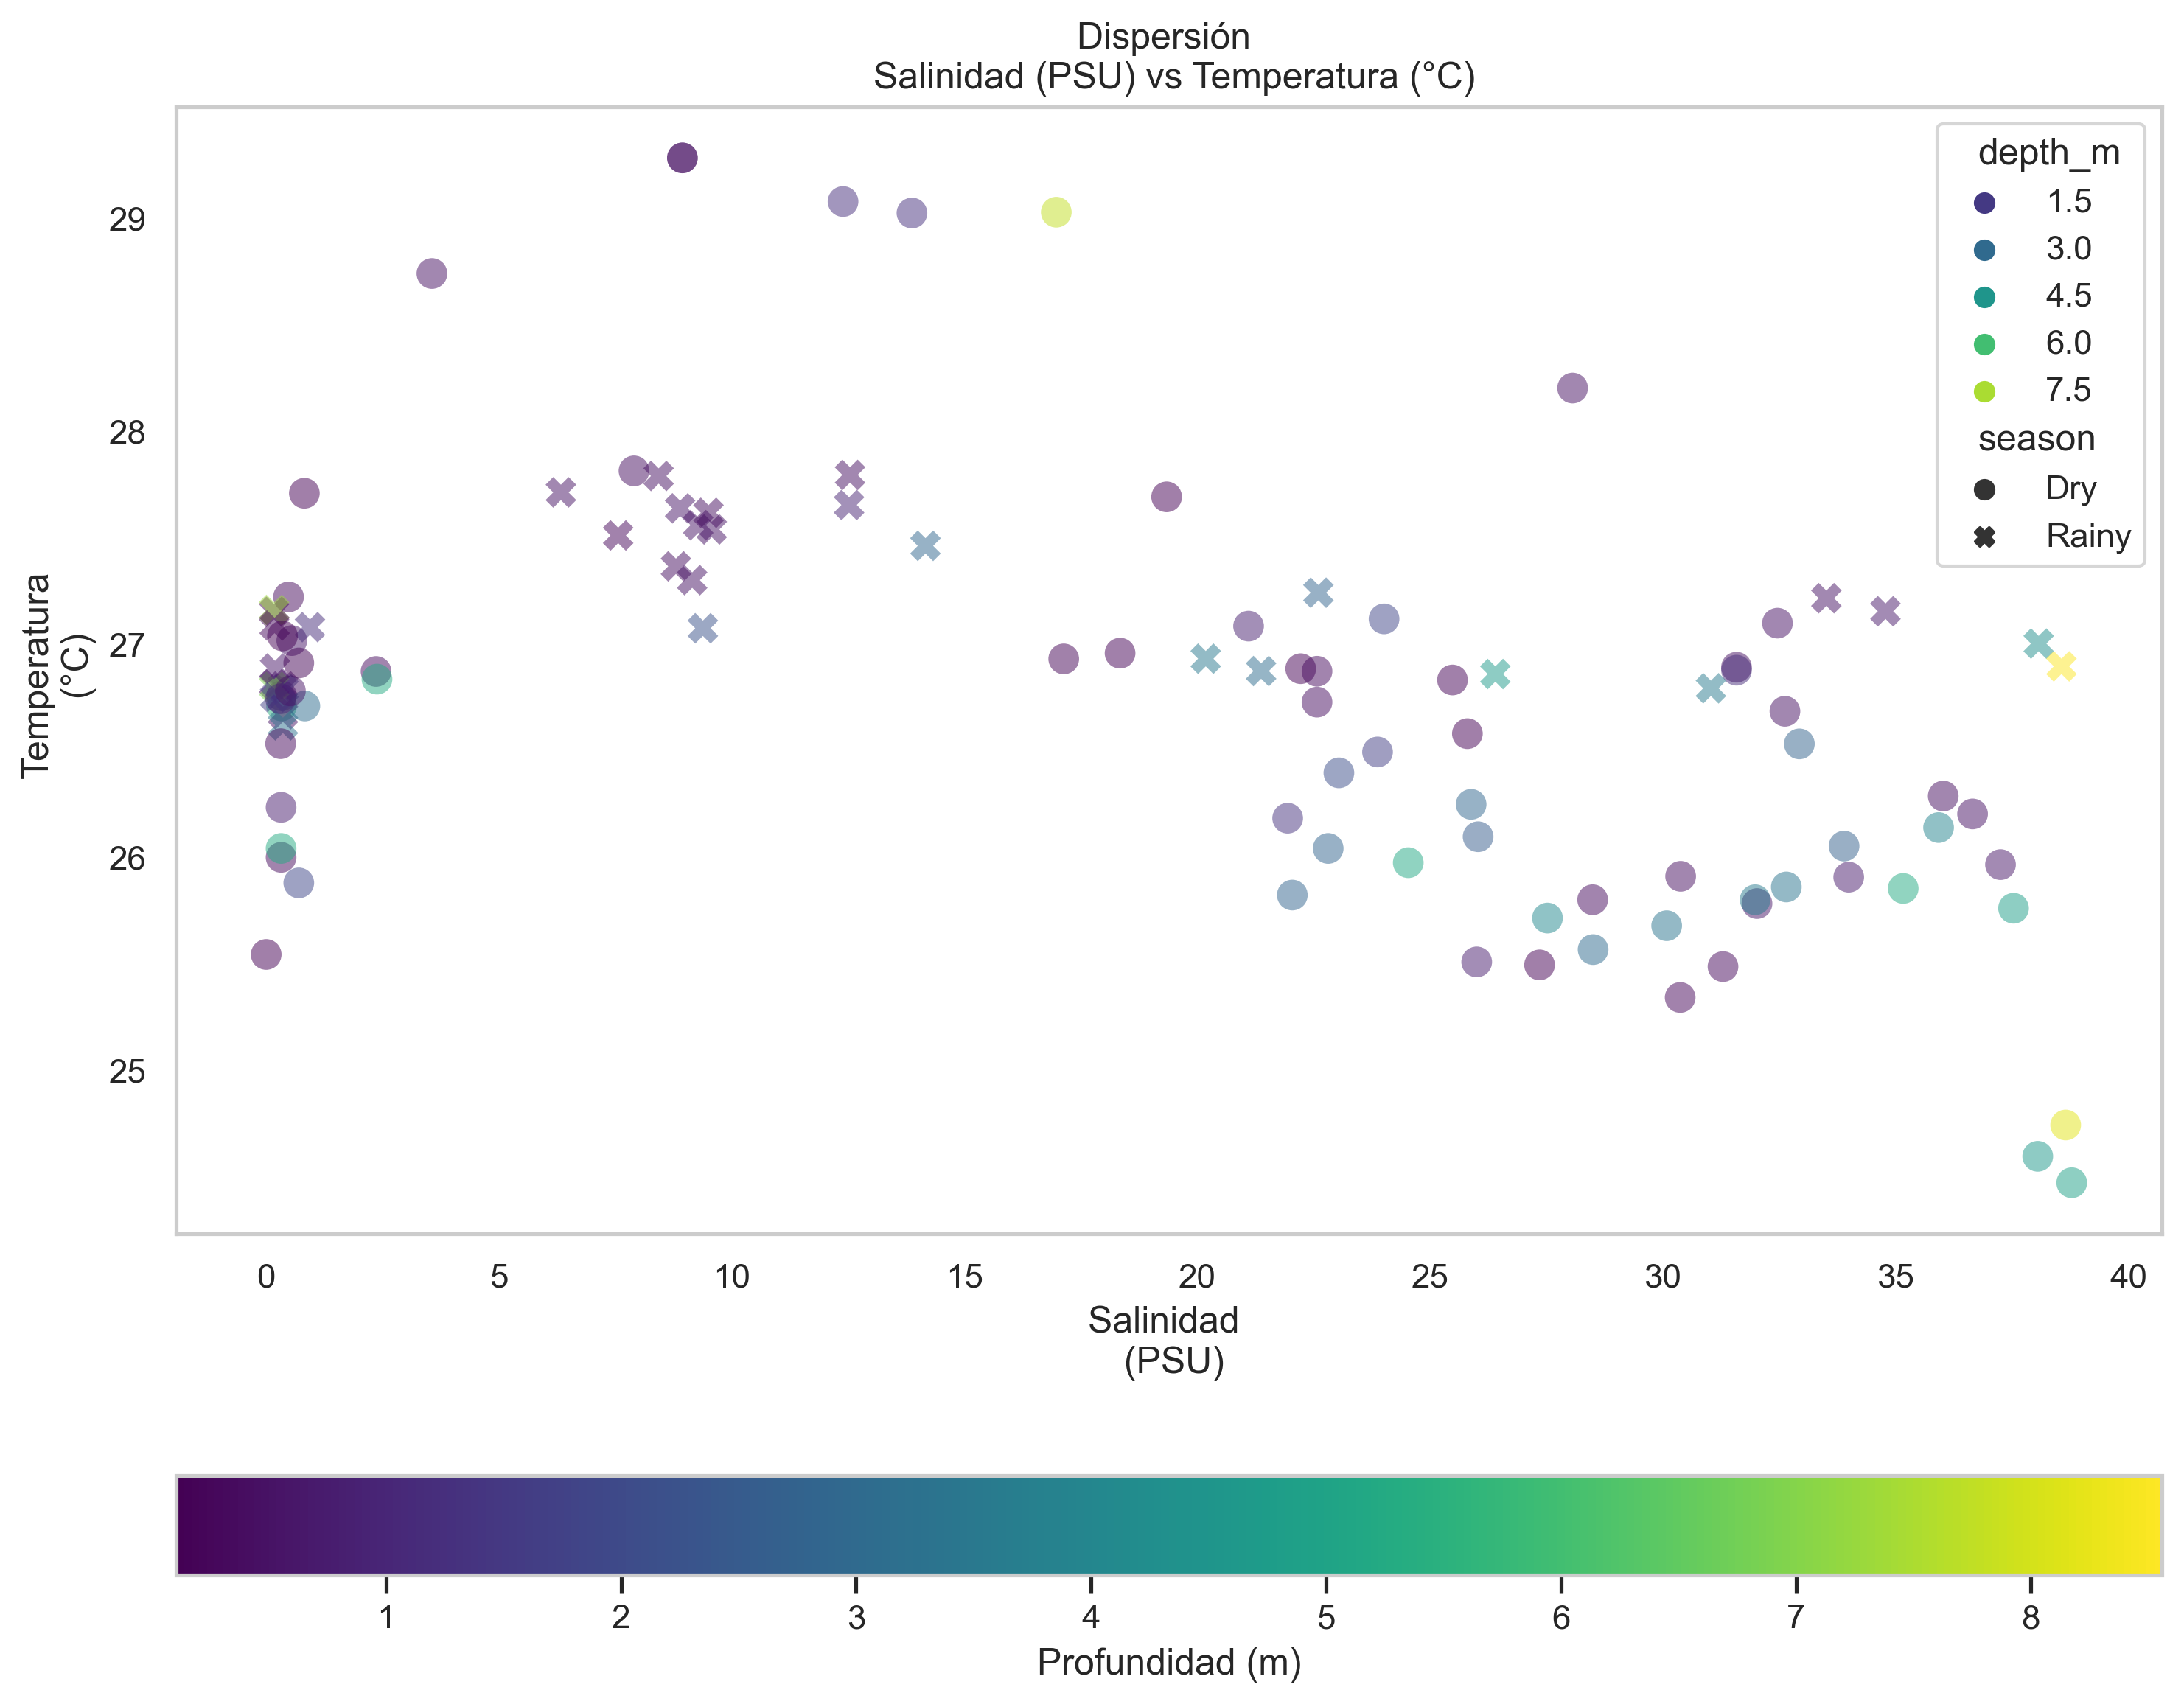 Dispersión
Salinidad (PSU) vs Temperatura (°C)
depth_m
1.5
3.0
4.5
6.0
7.5
season
Dry
Rainy
29
28
27
26
25
Temperatura
(°C)
0 5 10 15 20 25 30 35 40
Salinidad
(PSU)
1 2 3 4 5 6 7 8
Profundidad (m)